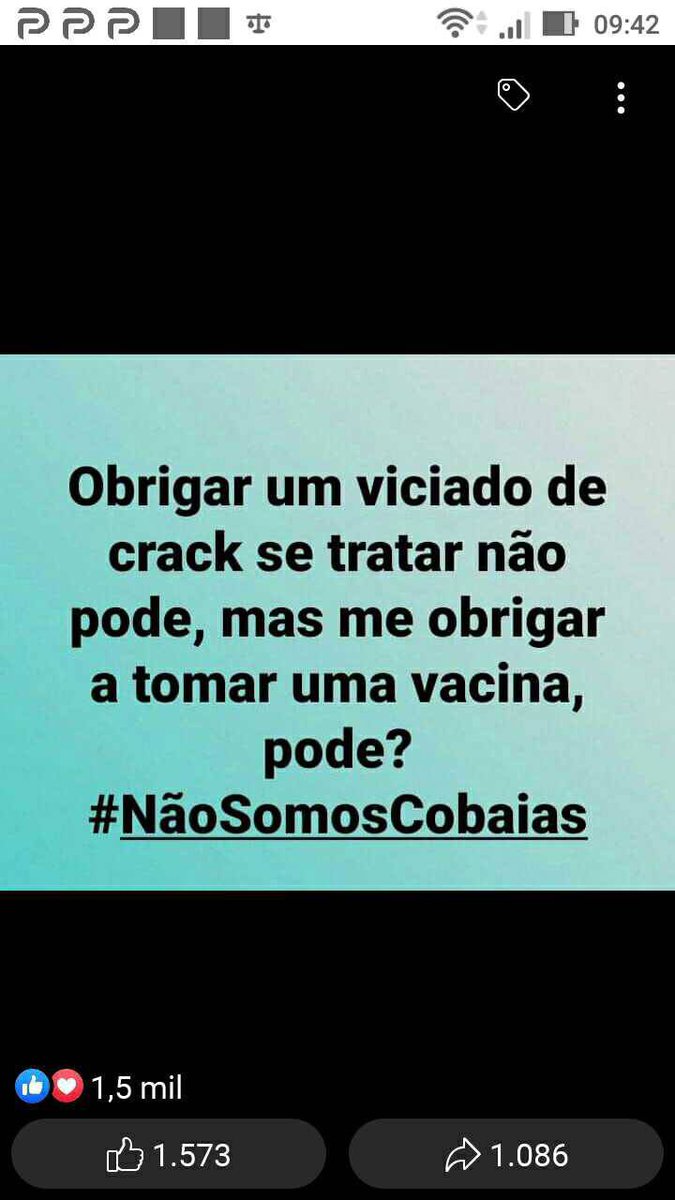 09:42
Obrigar um viciado de
crack se tratar não
pode, mas me obrigar
a tomar uma vacina,
pode?
#NãoSomosCobaias
1,5 mil
1.573
1.086